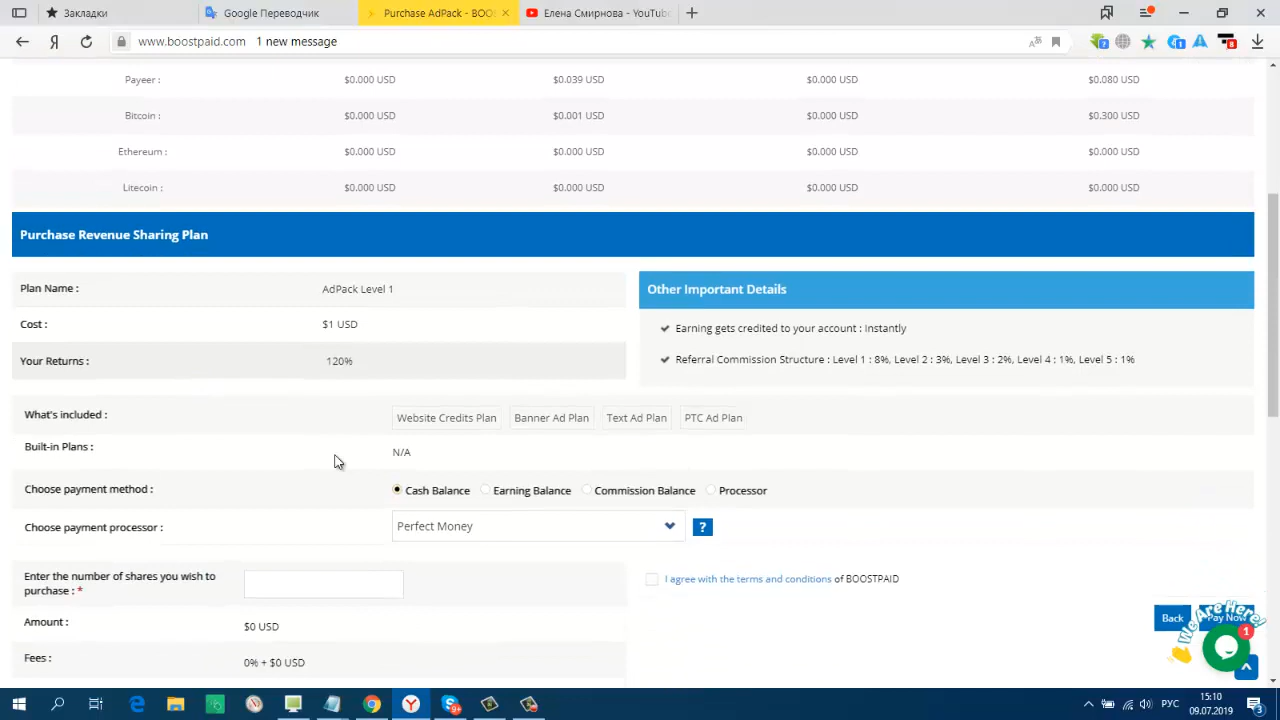 Закладки
Google Переводчик
Purchase AdPack - BOO
Елена Смирнова - YouTub
www.boostpaid.com 1 new message
Payeer : $0.000 USD $0.039 USD $0.000 USD $0.080 USD
Bitcoin : $0.000 USD $0.001 USD $0.000 USD $0.300 USD
Ethereum : $0.000 USD $0.000 USD $0.000 USD $0.000 USD
Litecoin : $0.000 USD $0.000 USD $0.000 USD $0.000 USD
Purchase Revenue Sharing Plan
Plan Name : AdPack Level 1
Cost : $1 USD
Your Returns : 120%
Other Important Details
Earning gets credited to your account : Instantly
Referral Commission Structure : Level 1 : 8%, Level 2 : 3%, Level 3 : 2%, Level 4 : 1%, Level 5 : 1%
What's included : Website Credits Plan Banner Ad Plan Text Ad Plan PTC Ad Plan
Built-in Plans : N/A
Choose payment method : Cash Balance Earning Balance Commission Balance Processor
Choose payment processor : Perfect Money ?
Enter the number of shares you wish to
purchase : *
I agree with the terms and conditions of BOOSTPAID
Amount : $0 USD
Back Pay Now
We Are Here!
1
Fees : 0% + $0 USD
РУС
15:10
09.07.2019